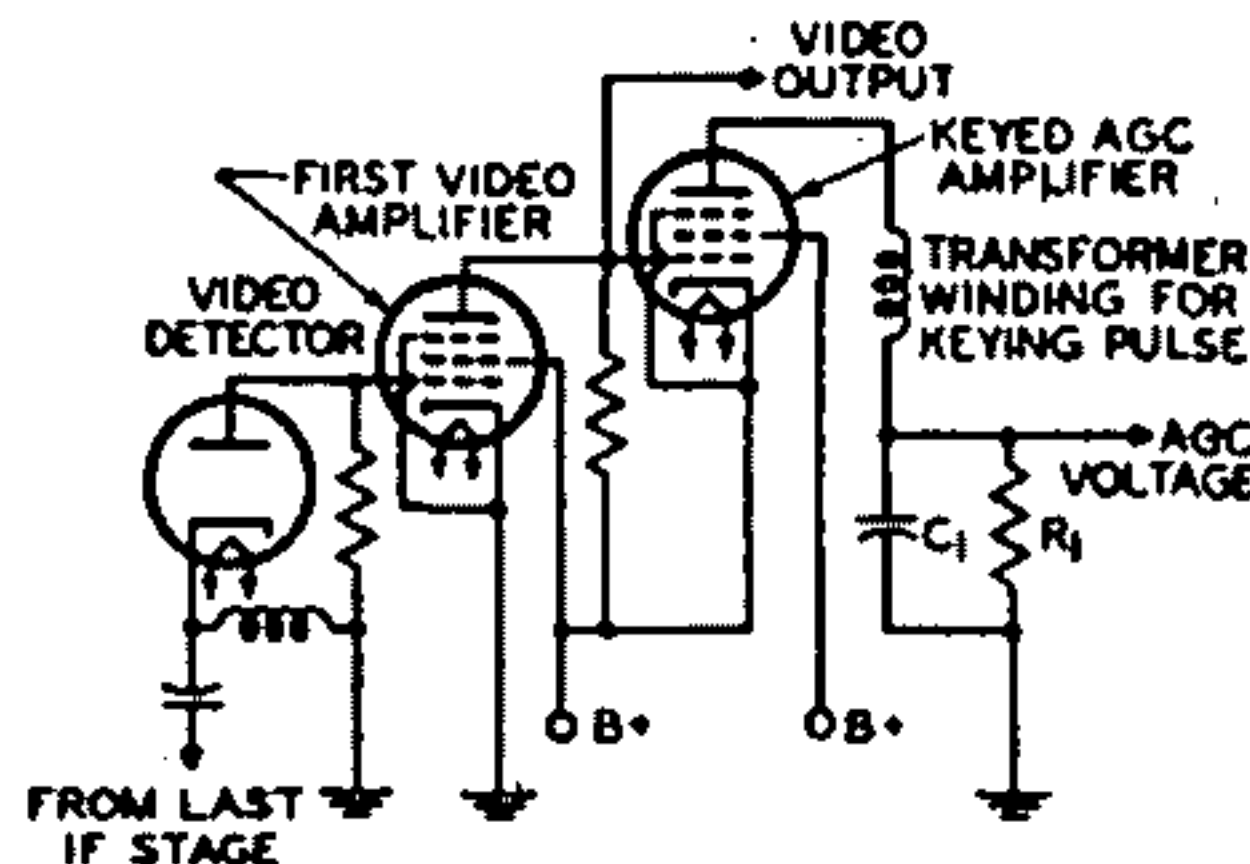 VIDEO
OUTPUT
KEYED AGC
AMPLIFIER
FIRST VIDEO
AMPLIFIER
TRANSFORMER
WINDING FOR
KEYING PULSE
VIDEO
DETECTOR
AGC
VOLTAGE
C1
R1
B+
B+
FROM LAST
IF STAGE